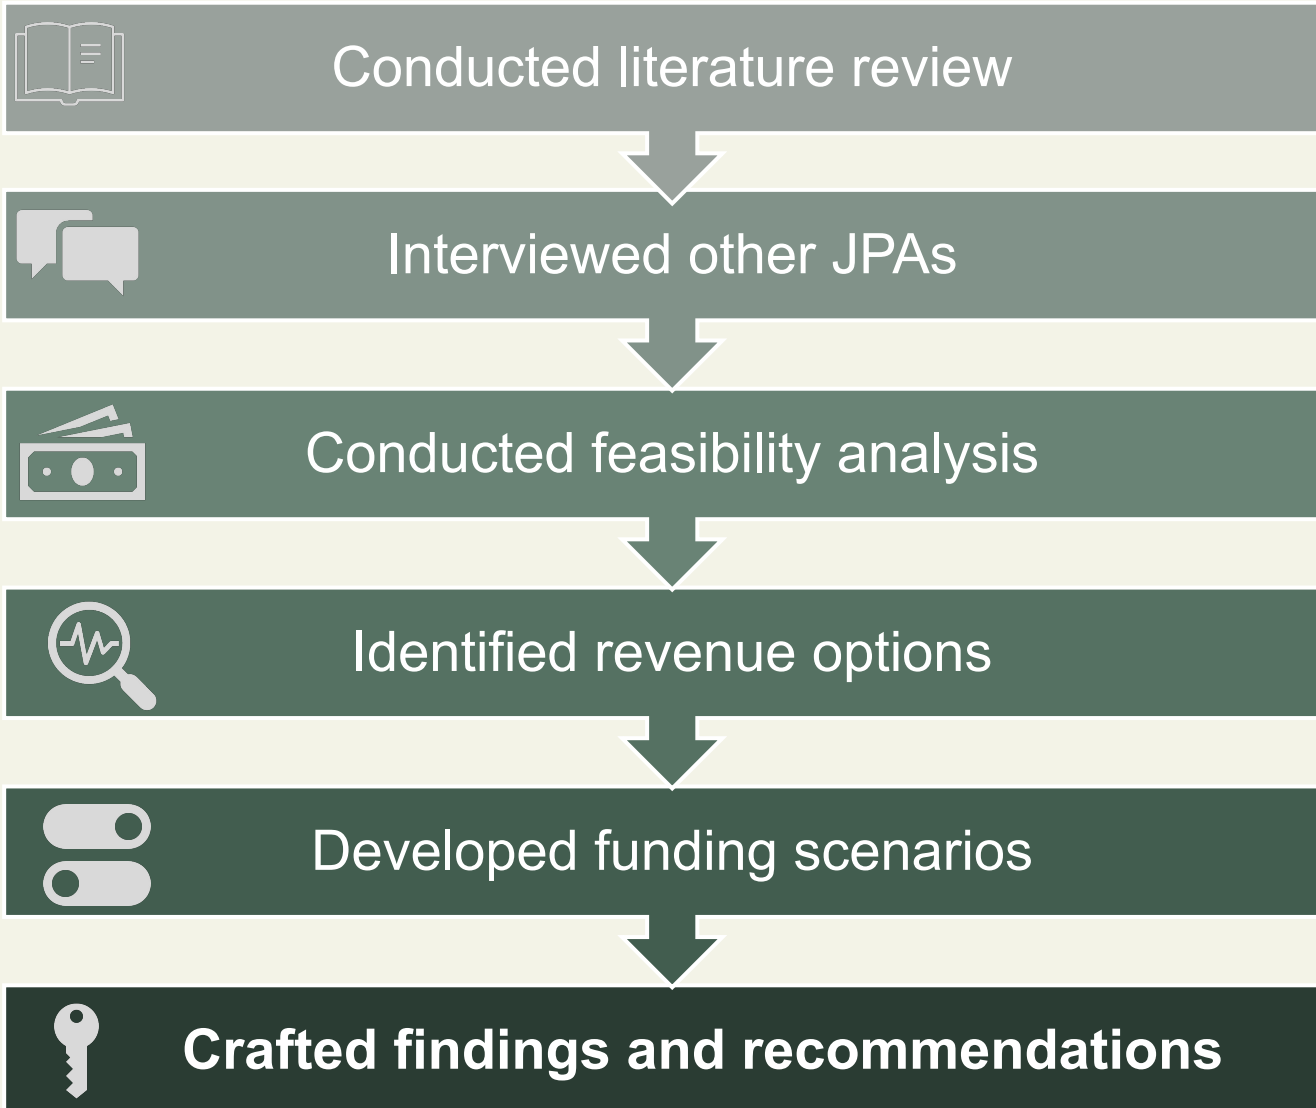 Conducted literature review
Interviewed other JPAs
Conducted feasibility analysis
Identified revenue options
Developed funding scenarios
Crafted findings and recommendations